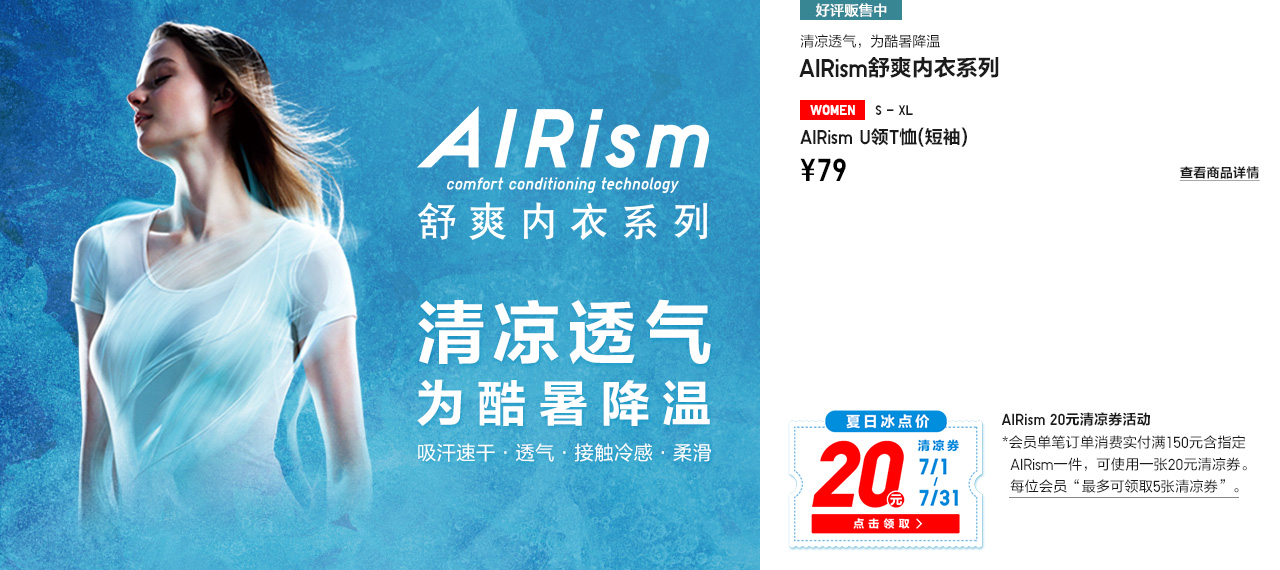 AIRism
comfort conditioning technology
舒爽内衣系列
清凉透气
为酷暑降温
吸汗速干·透气·接触冷感·柔滑
好评贩售中
清凉透气，为酷暑降温
AIRism舒爽内衣系列
WOMEN S - XL
AIRism U领T恤(短袖)
¥79
查看商品详情
夏日冰点价
20元
清凉券
7/1
/
7/31
点击领取 >
AIRism 20元清凉券活动
*会员单笔订单消费实付满150元含指定
AIRism一件，可使用一张20元清凉券。
每位会员“最多可领取5张清凉券”。